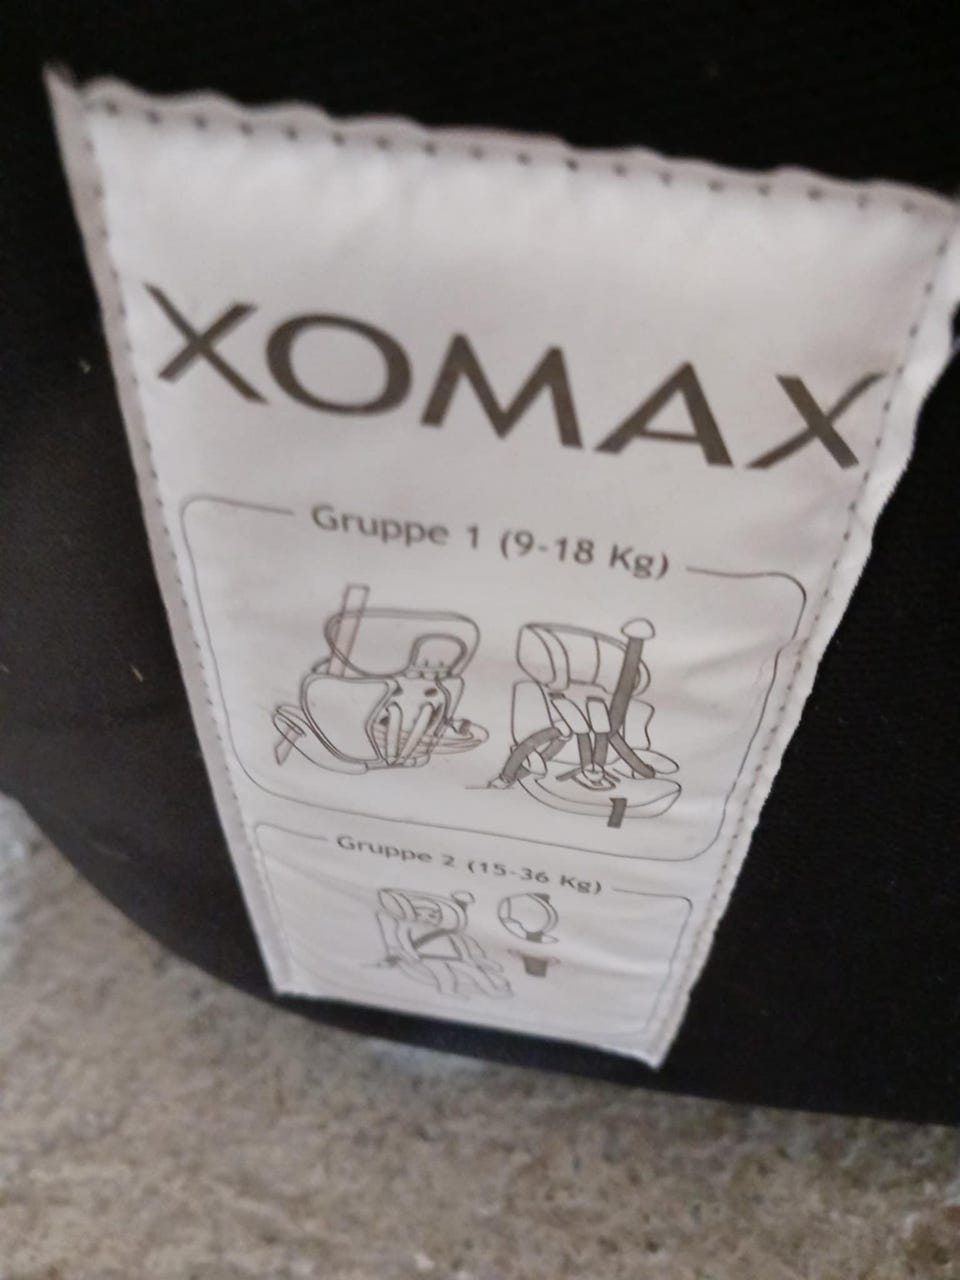 XOMAX
Gruppe 1 (9-18 Kg)
Gruppe 2 (15-36 Kg)